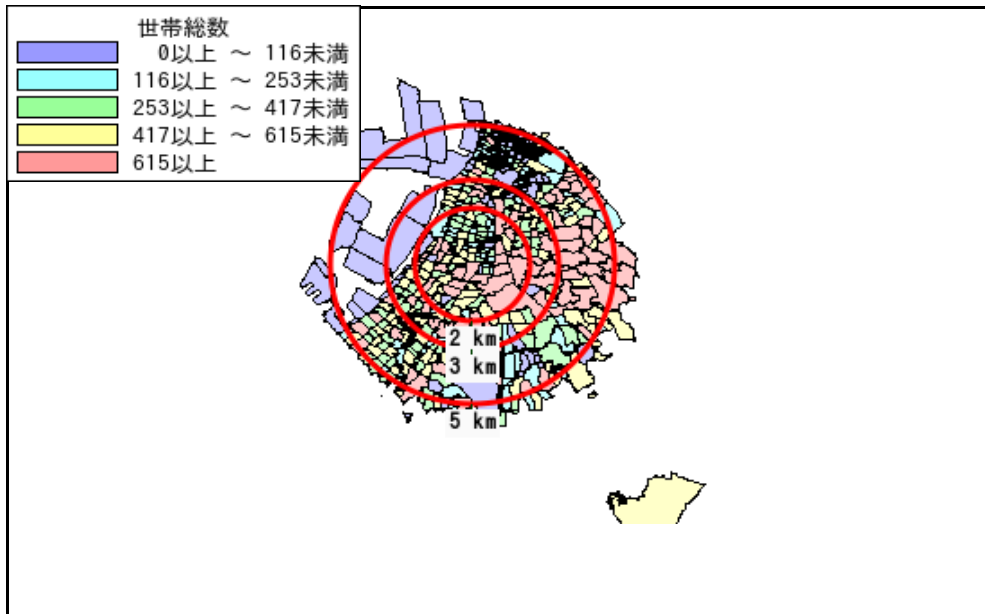 世帯総数
0以上 ～ 116未満
116以上 ～ 253未満
253以上 ～ 417未満
417以上 ～ 615未満
615以上
2 km
3 km
5 km